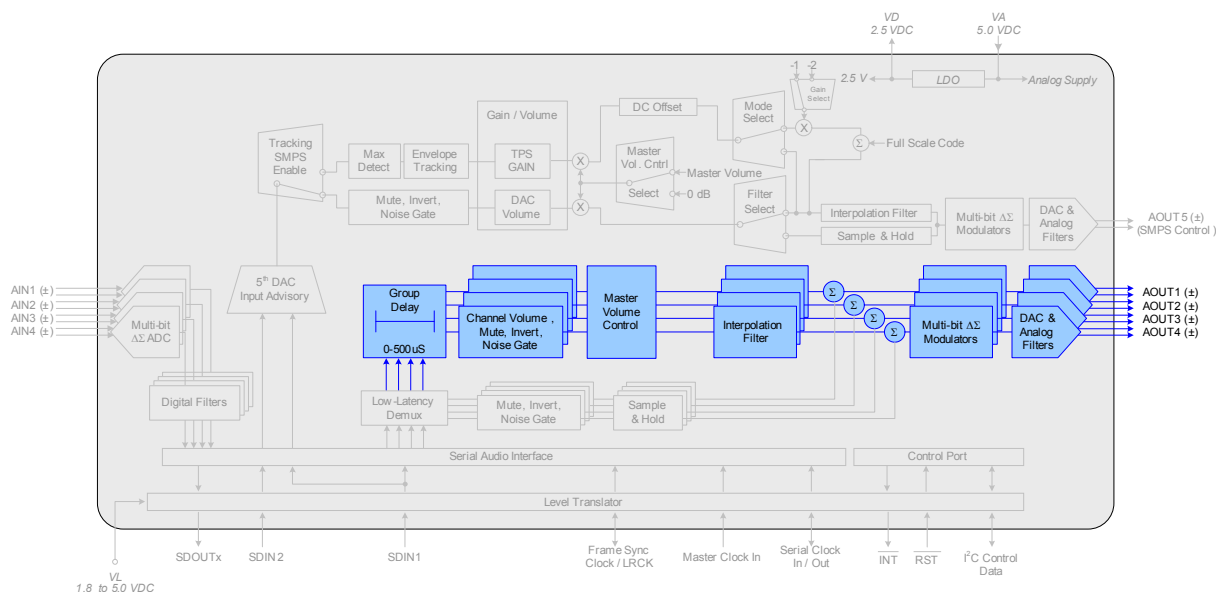 VD
2.5 VDC
VA
5.0 VDC
2.5 V
LDO
Analog Supply
-1 -2
Gain
Select
DC Offset
Mode
Select
X
Σ
Full Scale Code
Gain / Volume
Tracking
SMPS
Enable
Max
Detect
Envelope
Tracking
TPS
GAIN
X
Master
Vol. Cntrl
Select
Master Volume
0 dB
Mute, Invert,
Noise Gate
DAC
Volume
X
Filter
Select
Interpolation Filter
Sample & Hold
Multi-bit ΔΣ
Modulators
DAC &
Analog
Filters
AOUT5 (±)
(SMPS Control )
AIN1 (±)
AIN2 (±)
AIN3 (±)
AIN4 (±)
Multi-bit
ΔΣ ADC
5th DAC
Input Advisory
Group
Delay
0-500uS
Channel Volume ,
Mute, Invert,
Noise Gate
Master
Volume
Control
Interpolation
Filter
Σ
Σ
Σ
Σ
Multi-bit ΔΣ
Modulators
DAC &
Analog
Filters
AOUT1 (±)
AOUT2 (±)
AOUT3 (±)
AOUT4 (±)
Digital Filters
Low-Latency
Demux
Mute, Invert,
Noise Gate
Sample
& Hold
Serial Audio Interface
Control Port
Level Translator
VL
1.8 to 5.0 VDC
SDOUTx
SDIN2
SDIN1
Frame Sync
Clock / LRCK
Master Clock In
Serial Clock
In / Out
INT
RST
I2C Control
Data